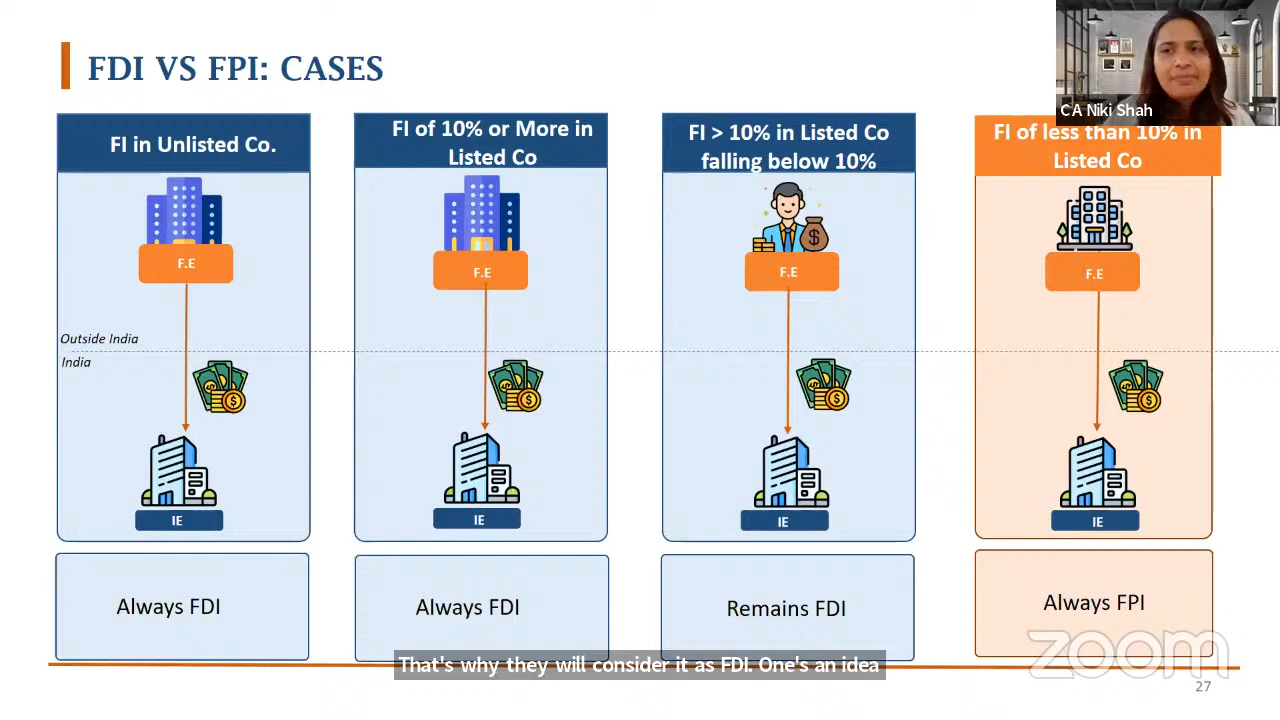 FDI VS FPI: CASES
CA Niki Shah
FI in Unlisted Co.
F.E
Outside India
India
IE
Always FDI
FI of 10% or More in
Listed Co
F.E
IE
Always FDI
FI > 10% in Listed Co
falling below 10%
F.E
IE
Remains FDI
FI of less than 10% in
Listed Co
F.E
IE
Always FPI
That's why they will consider it as FDI. One's an idea
zoom
27